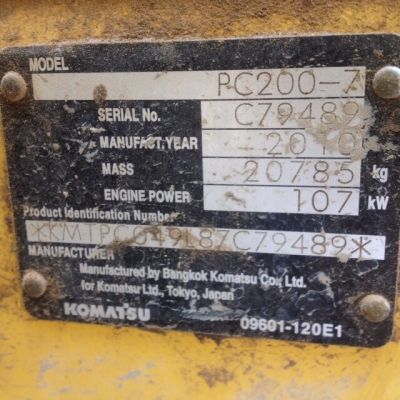 MODEL
PC200-7
SERIAL No. C79489
MANUFACT.YEAR 2010
MASS 20785 kg
ENGINE POWER 107 kW
Product Identification Number
*KMTPC049L87C79489*
MANUFACTURER
Manufactured by Bangkok Komatsu Co., Ltd.
for Komatsu Ltd., Tokyo, Japan
KOMATSU 09601-120E1